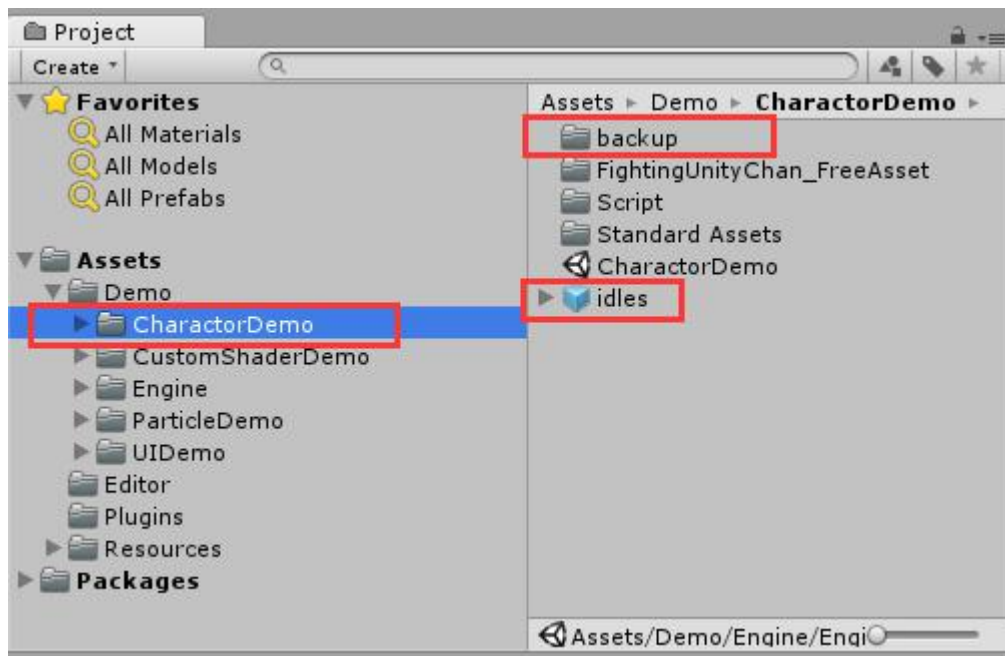 Project
Create
Favorites
All Materials
All Models
All Prefabs
Assets
Demo
CharactorDemo
CustomShaderDemo
Engine
ParticleDemo
UIDemo
Editor
Plugins
Resources
Packages
Assets Demo CharactorDemo
backup
FightingUnityChan_FreeAsset
Script
Standard Assets
CharactorDemo
idles
Assets/Demo/Engine/Engi